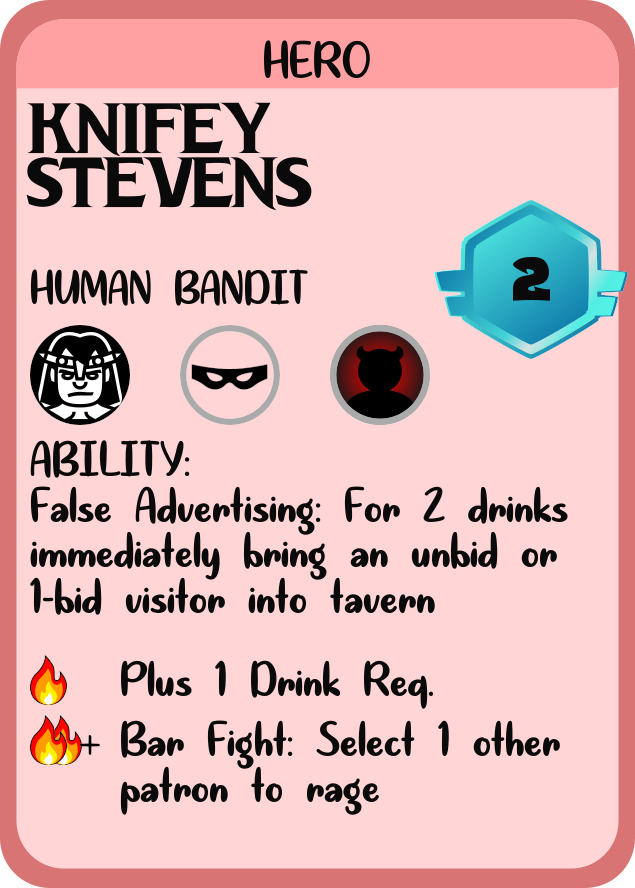 HERO
KNIFEY
STEVENS
2
HUMAN BANDIT
ABILITY:
False Advertising: For 2 drinks
immediately bring an unbid or
1-bid visitor into tavern
Plus 1 Drink Req.
+ Bar Fight: Select 1 other
patron to rage